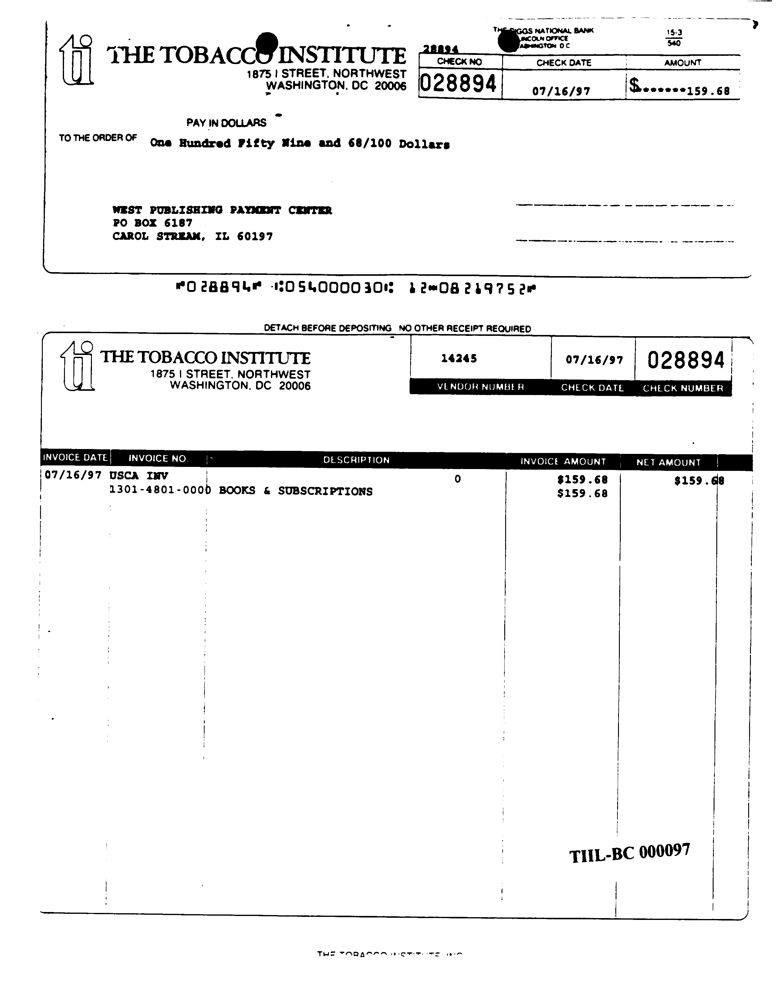 ti THE TOBACCO INSTITUTE
1875 I STREET, NORTHWEST
WASHINGTON, DC 20006
THE RIGGS NATIONAL BANK
LINCOLN OFFICE
WASHINGTON D C
15-3
540
28894
CHECK NO CHECK DATE AMOUNT
028894 07/16/97 $*******159.68
PAY IN DOLLARS
TO THE ORDER OF One Hundred Fifty Nine and 68/100 Dollars
WEST PUBLISHING PAYMENT CENTER
PO BOX 6187
CAROL STREAM, IL 60197
⑈028894⑈ ⑆054000030⑆ 12⑉08219752⑈
DETACH BEFORE DEPOSITING NO OTHER RECEIPT REQUIRED
ti THE TOBACCO INSTITUTE
1875 I STREET, NORTHWEST
WASHINGTON, DC 20006
14245 07/16/97 028894
VENDOR NUMBER CHECK DATE CHECK NUMBER
INVOICE DATE INVOICE NO DESCRIPTION INVOICE AMOUNT NET AMOUNT
07/16/97 USCA INV 0 $159.68 $159.68
1301-4801-0000 BOOKS & SUBSCRIPTIONS $159.68
TIIL-BC 000097
THE TOBACCO INSTITUTE, INC.